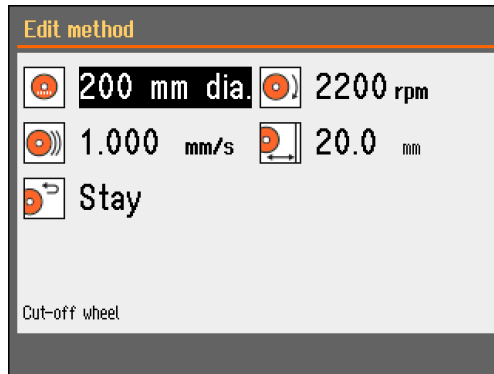 Edit method
200 mm dia. 2200 rpm
1.000 mm/s 20.0 mm
Stay
Cut-off wheel